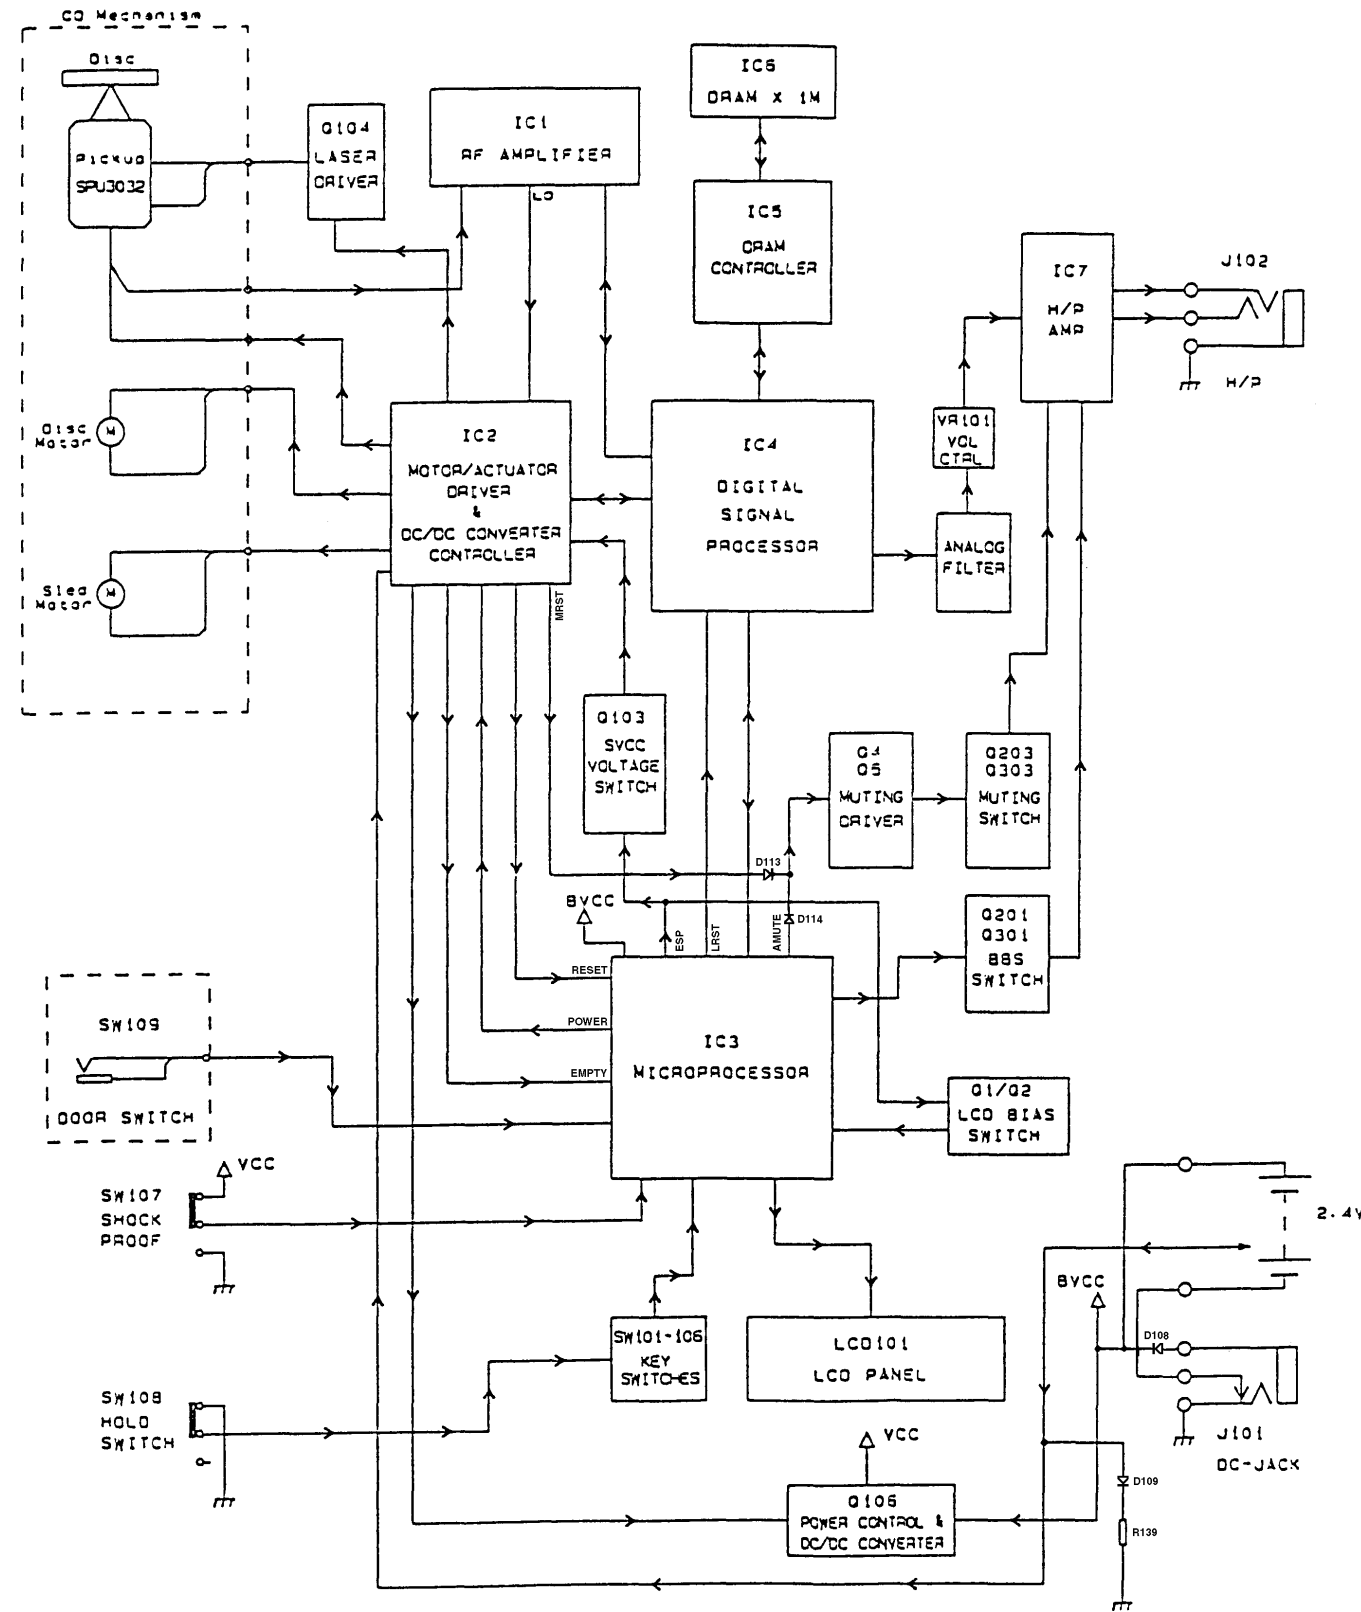 CD Mechanism
Disc
Pickup
SPU3032
Disc
Motor
M
Sled
Motor
M
Q104
LASER
DRIVER
IC1
RF AMPLIFIER
LD
IC6
DRAM X 1M
IC5
DRAM
CONTROLLER
IC7
H/P
AMP
J102
H/P
IC2
MOTOR/ACTUATOR
DRIVER
&
DC/DC CONVERTER
CONTROLLER
IC4
DIGITAL
SIGNAL
PROCESSOR
VR101
VOL
CTRL
ANALOG
FILTER
MRST
Q103
SVCC
VOLTAGE
SWITCH
Q4
Q5
MUTING
DRIVER
Q203
Q303
MUTING
SWITCH
D113
D114
BVCC
ESP
LRST
AMUTE
Q201
Q301
BBS
SWITCH
RESET
POWER
EMPTY
IC3
MICROPROCESSOR
SW109
DOOR SWITCH
Q1/Q2
LCD BIAS
SWITCH
VCC
SW107
SHOCK
PROOF
2.4V
BVCC
D108
SW101-106
KEY
SWITCHES
LCD101
LCD PANEL
SW108
HOLD
SWITCH
J101
DC-JACK
VCC
D109
R139
Q106
POWER CONTROL &
DC/DC CONVERTER